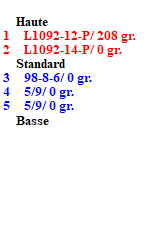 Haute
1 L1092-12-P/ 208 gr.
2 L1092-14-P/ 0 gr.
Standard
3 98-8-6/ 0 gr.
4 5/9/ 0 gr.
5 5/9/ 0 gr.
Basse